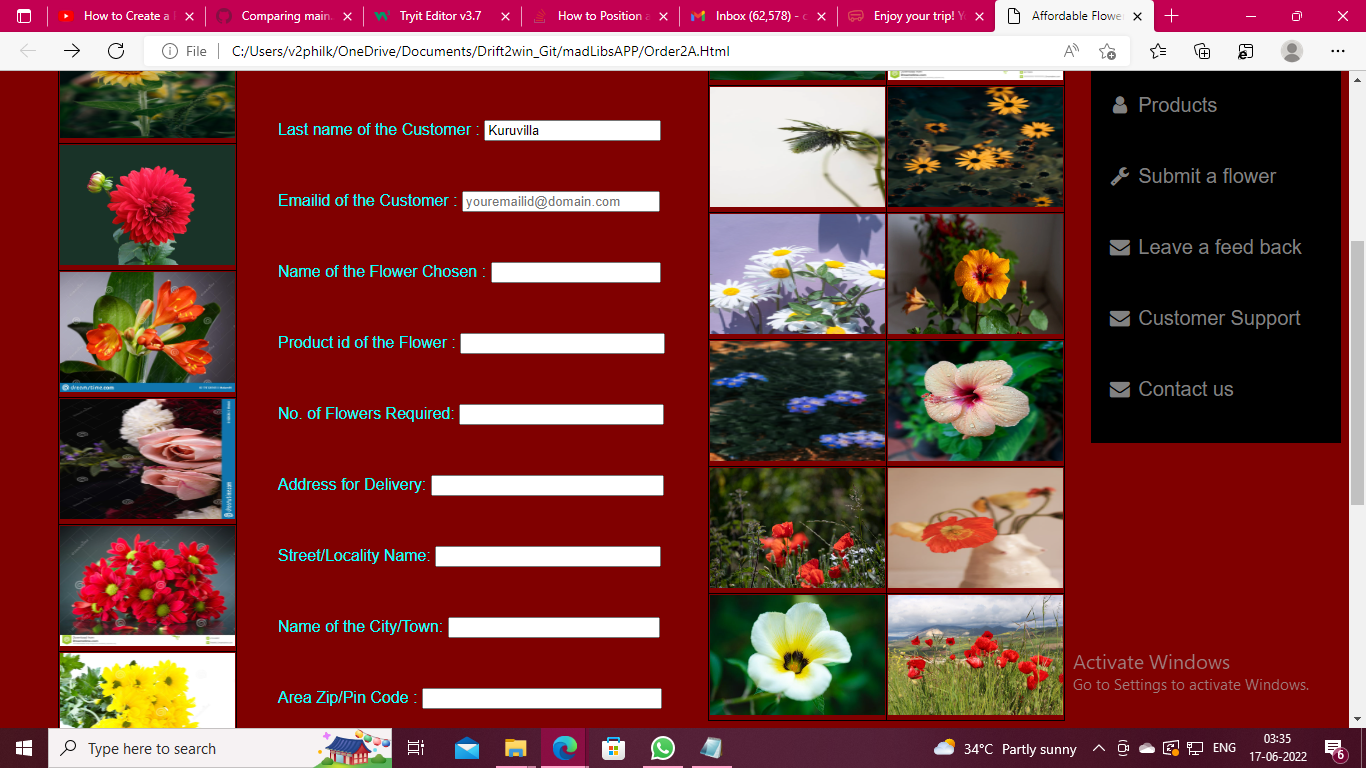 How to Create a
Comparing main.
Tryit Editor v3.7
How to Position a
Inbox (62,578) - c
Enjoy your trip! Y
Affordable Flowe
File
C:/Users/v2philk/OneDrive/Documents/Drift2win_Git/madLibsAPP/Order2A.Html
Last name of the Customer : Kuruvilla
Emailid of the Customer : youremailid@domain.com
Name of the Flower Chosen :
Product id of the Flower :
No. of Flowers Required:
Address for Delivery:
Street/Locality Name:
Name of the City/Town:
Area Zip/Pin Code :
dreamstime.com
Products
Submit a flower
Leave a feed back
Customer Support
Contact us
Activate Windows
Go to Settings to activate Windows.
Type here to search
34°C Partly sunny
ENG
03:35
17-06-2022
6